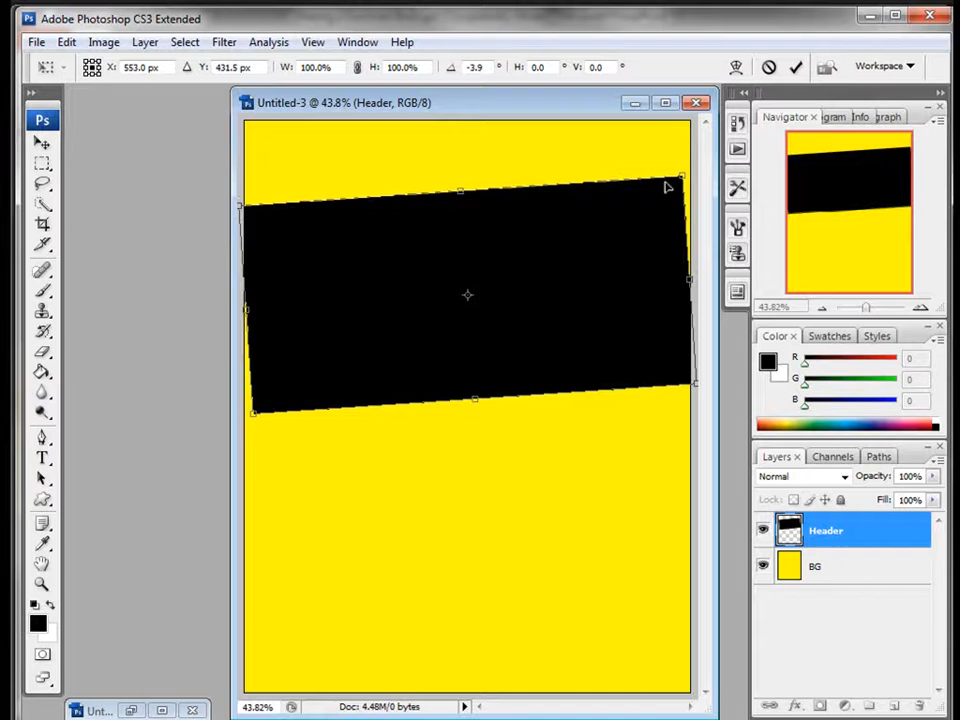 Ps Adobe Photoshop CS3 Extended
File Edit Image Layer Select Filter Analysis View Window Help
X: 553.0 px Y: 431.5 px W: 100.0% H: 100.0% -3.9 ° H: 0.0 ° V: 0.0 ° Workspace
Ps
Untitled-3 @ 43.8% (Header, RGB/8)
Navigator × gram Info graph
43.82%
Color × Swatches Styles
R 0
G 0
B 0
Layers × Channels Paths
Normal Opacity: 100%
Lock: Fill: 100%
Header
BG
T
43.82% Doc: 4.48M/0 bytes
Unt...